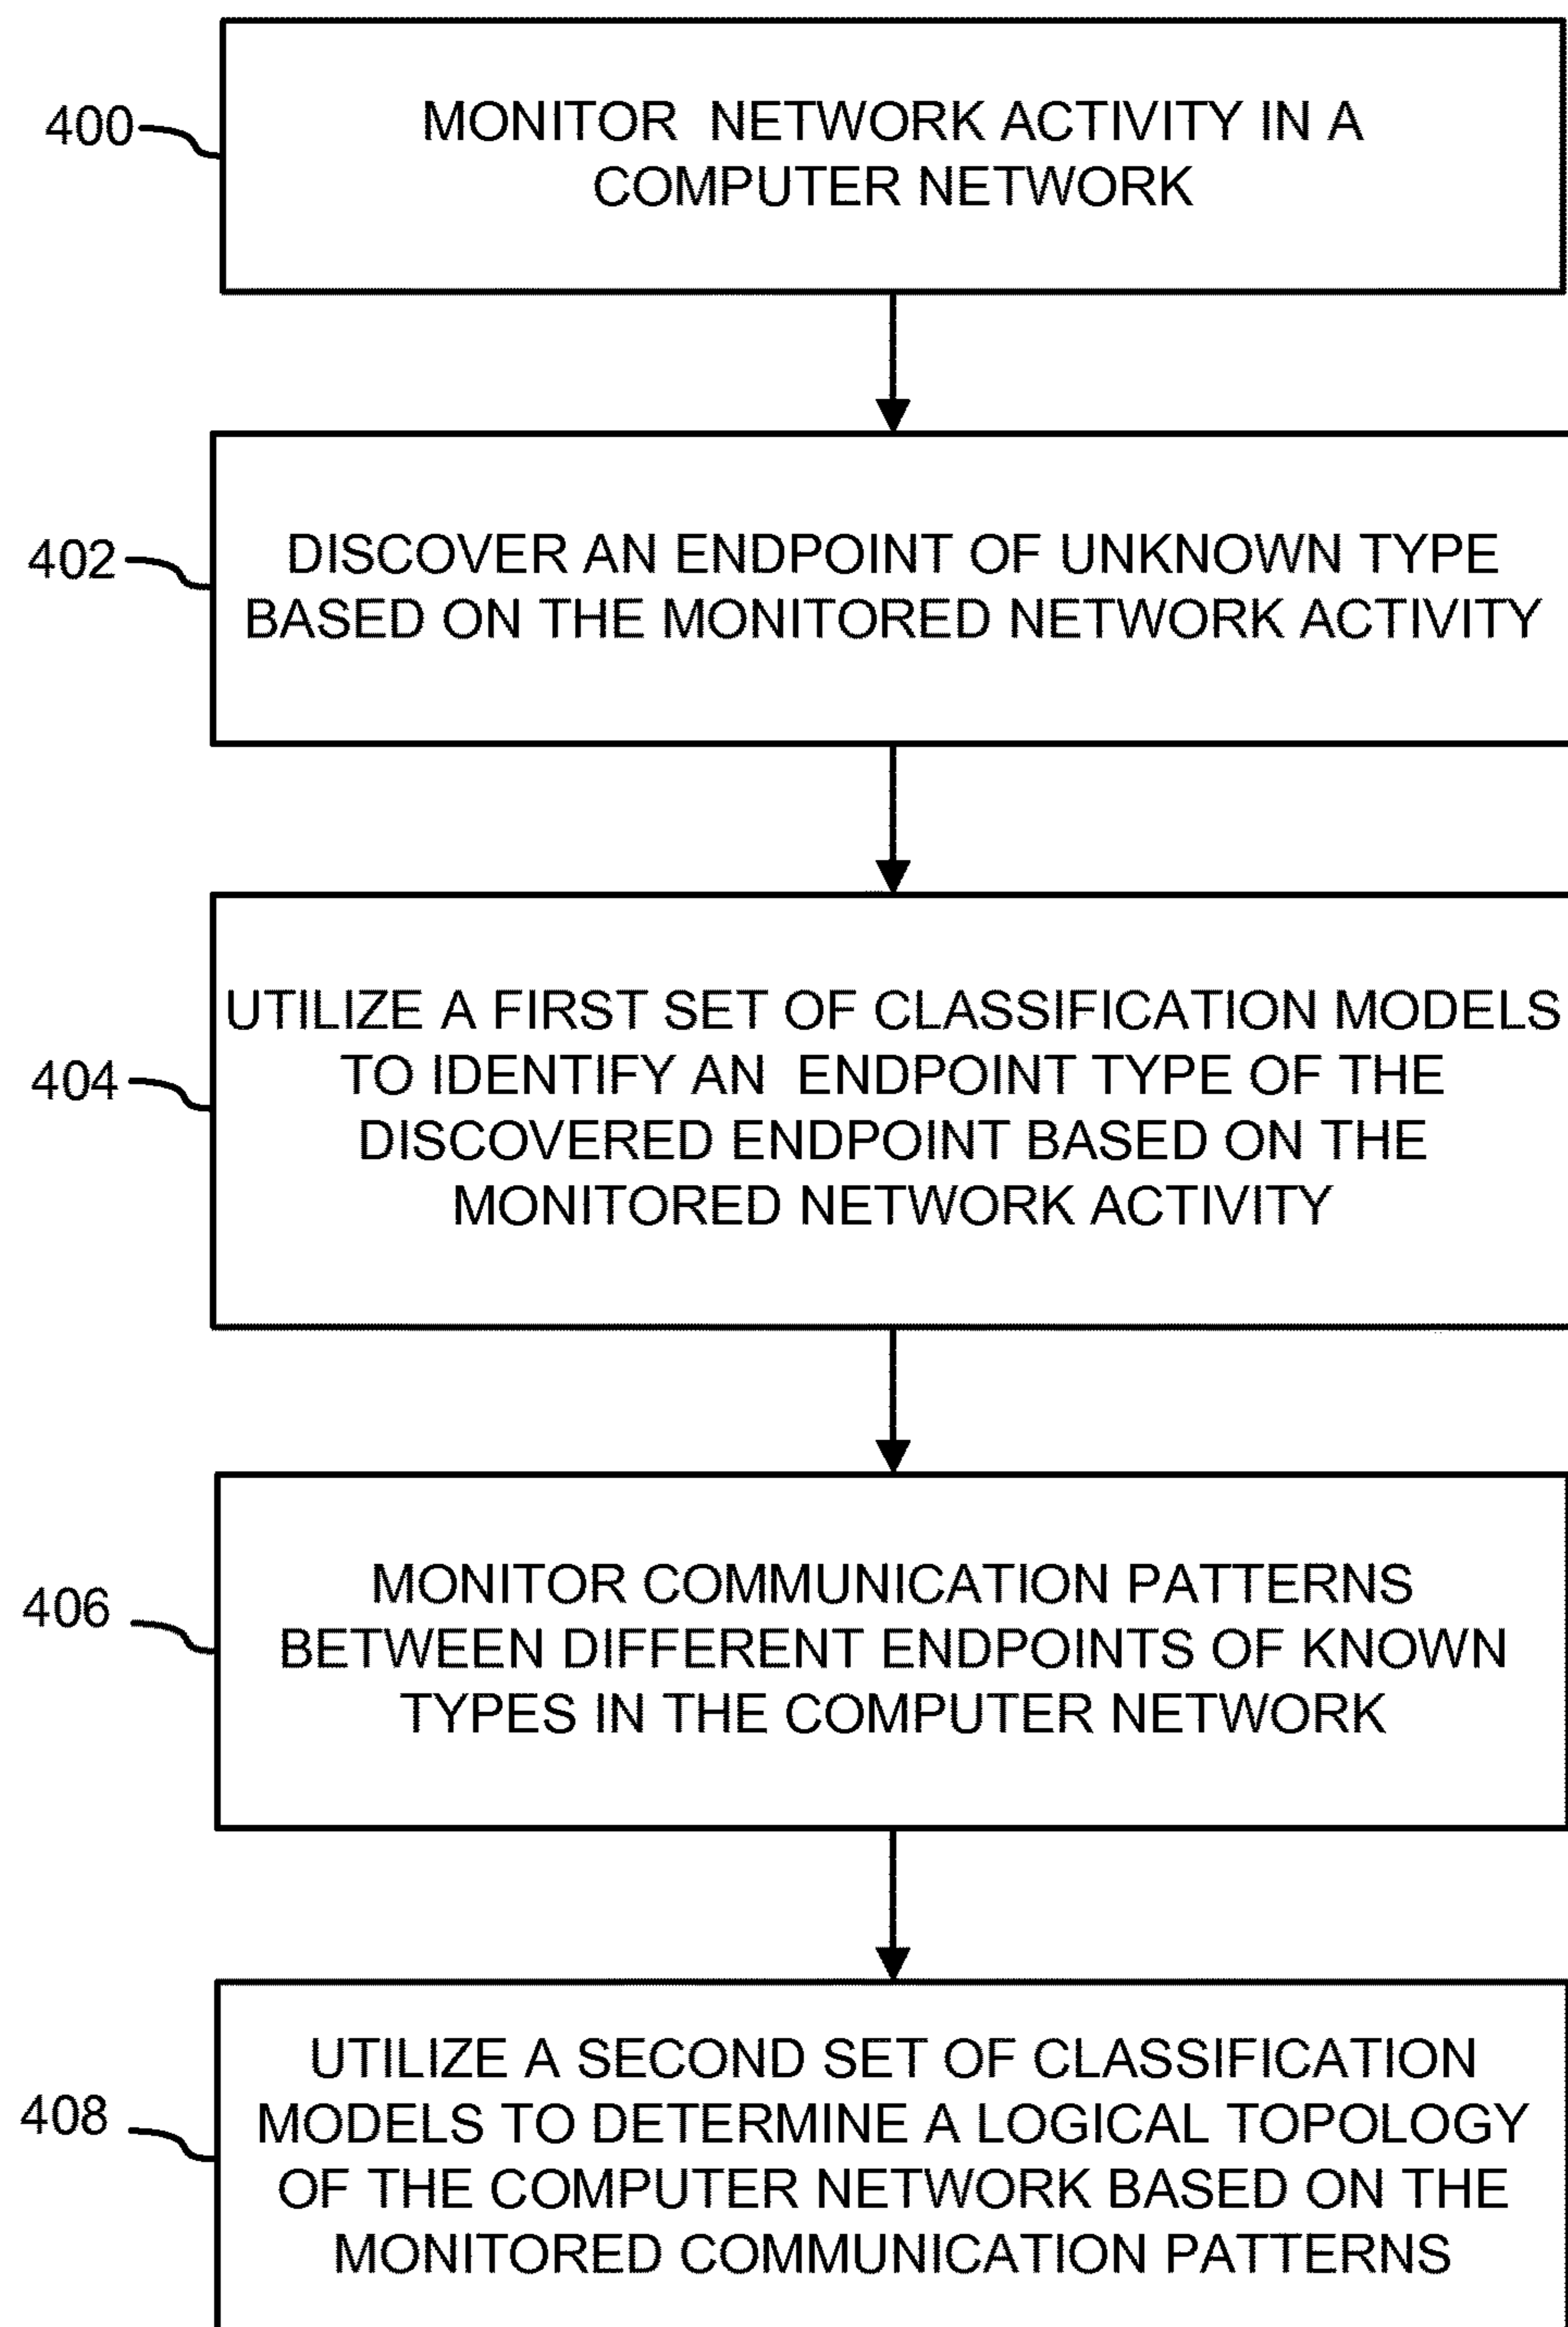 400
MONITOR NETWORK ACTIVITY IN A
COMPUTER NETWORK
402
DISCOVER AN ENDPOINT OF UNKNOWN TYPE
BASED ON THE MONITORED NETWORK ACTIVITY
404
UTILIZE A FIRST SET OF CLASSIFICATION MODELS
TO IDENTIFY AN ENDPOINT TYPE OF THE
DISCOVERED ENDPOINT BASED ON THE
MONITORED NETWORK ACTIVITY
406
MONITOR COMMUNICATION PATTERNS
BETWEEN DIFFERENT ENDPOINTS OF KNOWN
TYPES IN THE COMPUTER NETWORK
408
UTILIZE A SECOND SET OF CLASSIFICATION
MODELS TO DETERMINE A LOGICAL TOPOLOGY
OF THE COMPUTER NETWORK BASED ON THE
MONITORED COMMUNICATION PATTERNS